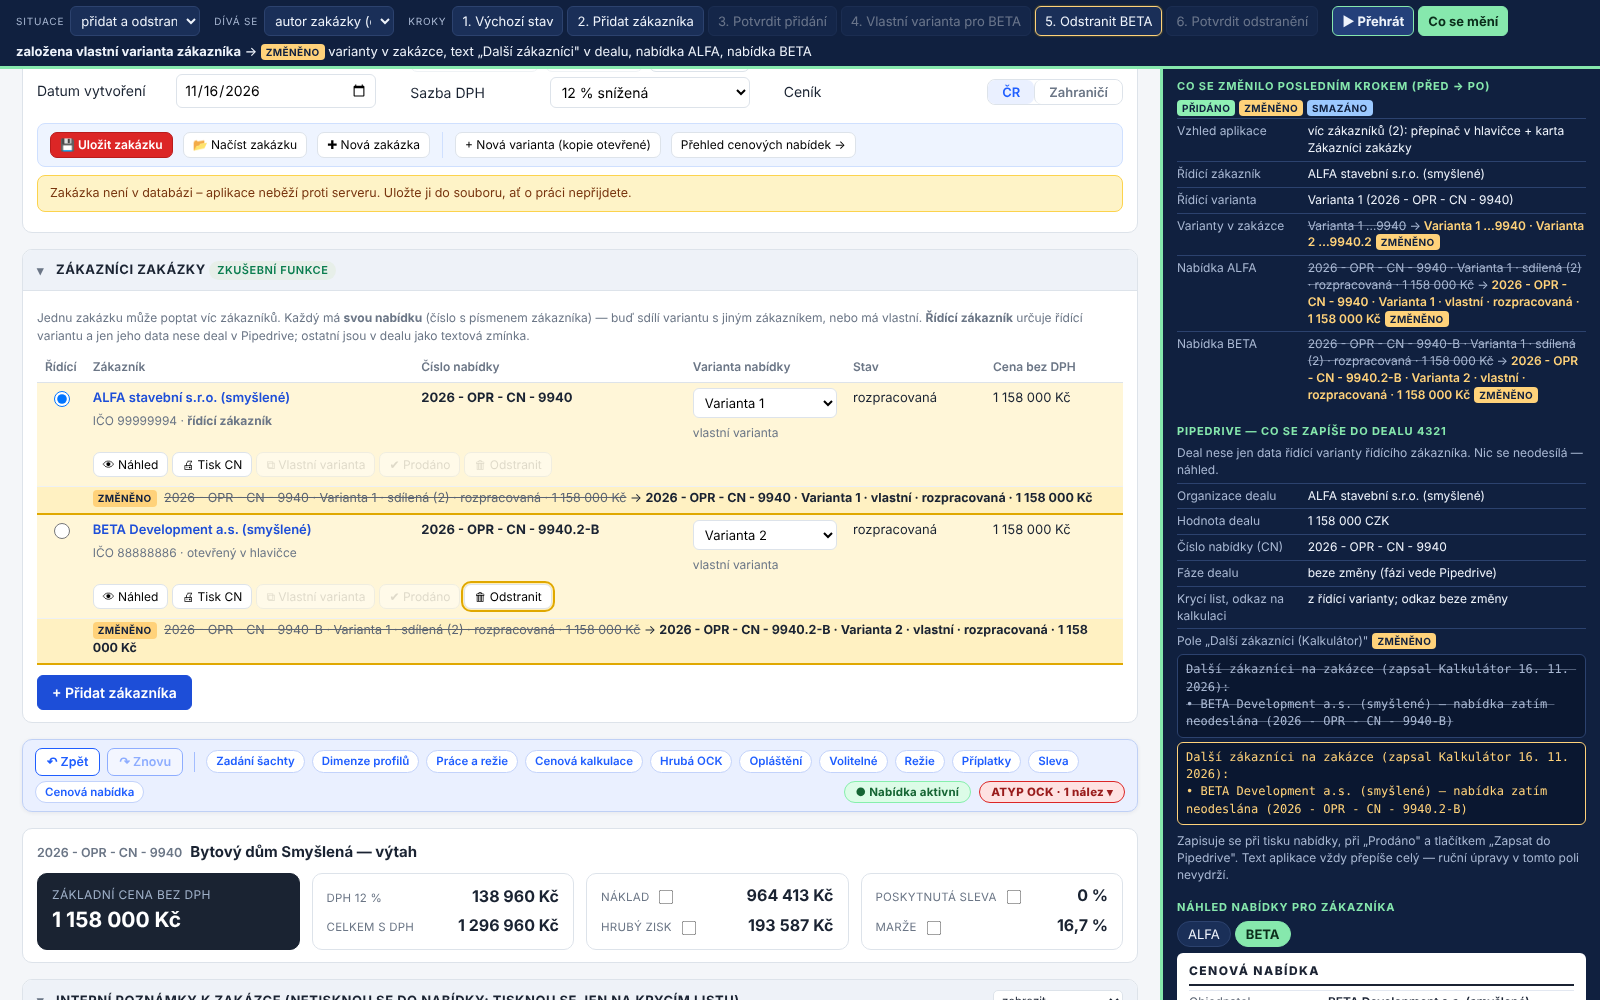 SITUACE přidat a odstran DÍVÁ SE autor zakázky ( KROKY 1. Výchozí stav 2. Přidat zákazníka 3. Potvrdit přidání 4. Vlastní varianta pro BETA 5. Odstranit BETA 6. Potvrdit odstranění ▶ Přehrát Co se mění
založena vlastní varianta zákazníka → ZMĚNĚNO varianty v zakázce, text „Další zákazníci" v dealu, nabídka ALFA, nabídka BETA
Datum vytvoření 11/16/2026 Sazba DPH 12 % snížená Ceník ČR Zahraničí
💾 Uložit zakázku 📂 Načíst zakázku ✚ Nová zakázka + Nová varianta (kopie otevřené) Přehled cenových nabídek →
Zakázka není v databázi – aplikace neběží proti serveru. Uložte ji do souboru, ať o práci nepřijdete.
▼ ZÁKAZNÍCI ZAKÁZKY ZKUŠEBNÍ FUNKCE
Jednu zakázku může poptat víc zákazníků. Každý má svou nabídku (číslo s písmenem zákazníka) — buď sdílí variantu s jiným zákazníkem, nebo má vlastní. Řídící zákazník určuje řídící
variantu a jen jeho data nese deal v Pipedrive; ostatní jsou v dealu jako textová zmínka.
Řídící Zákazník Číslo nabídky Varianta nabídky Stav Cena bez DPH
ALFA stavební s.r.o. (smyšlené) 2026 - OPR - CN - 9940 Varianta 1 rozpracovaná 1 158 000 Kč
IČO 99999994 · řídící zákazník vlastní varianta
👁 Náhled 🖨 Tisk CN ⧉ Vlastní varianta ✔ Prodáno 🗑 Odstranit
ZMĚNĚNO 2026 - OPR - CN - 9940 · Varianta 1 · sdílená (2) · rozpracovaná · 1 158 000 Kč → 2026 - OPR - CN - 9940 · Varianta 1 · vlastní · rozpracovaná · 1 158 000 Kč
BETA Development a.s. (smyšlené) 2026 - OPR - CN - 9940.2-B Varianta 2 rozpracovaná 1 158 000 Kč
IČO 88888886 · otevřený v hlavičce vlastní varianta
👁 Náhled 🖨 Tisk CN ⧉ Vlastní varianta ✔ Prodáno 🗑 Odstranit
ZMĚNĚNO 2026 - OPR - CN - 9940-B · Varianta 1 · sdílená (2) · rozpracovaná · 1 158 000 Kč → 2026 - OPR - CN - 9940.2-B · Varianta 2 · vlastní · rozpracovaná · 1 158
000 Kč
+ Přidat zákazníka
↶ Zpět ↷ Znovu Zadání šachty Dimenze profilů Práce a režie Cenová kalkulace Hrubá OCK Opláštění Volitelné Režie Příplatky Sleva
Cenová nabídka ● Nabídka aktivní ATYP OCK · 1 nález ▾
2026 - OPR - CN - 9940 Bytový dům Smyšlená — výtah
ZÁKLADNÍ CENA BEZ DPH
1 158 000 Kč
DPH 12 % 138 960 Kč
CELKEM S DPH 1 296 960 Kč
NÁKLAD 964 413 Kč
HRUBÝ ZISK 193 587 Kč
POSKYTNUTÁ SLEVA 0 %
MARŽE 16,7 %
INTERNÍ POZNÁMKY K ZAKÁZCE (NETISKNOU SE DO NABÍDKY; TISKNOU SE JEN NA KRYCÍM LISTU)
CO SE ZMĚNILO POSLEDNÍM KROKEM (PŘED → PO)
PŘIDÁNO ZMĚNĚNO SMAZÁNO
Vzhled aplikace víc zákazníků (2): přepínač v hlavičce + karta
Zákazníci zakázky
Řídící zákazník ALFA stavební s.r.o. (smyšlené)
Řídící varianta Varianta 1 (2026 - OPR - CN - 9940)
Varianty v zakázce Varianta 1 …9940 → Varianta 1 …9940 · Varianta
2 …9940.2 ZMĚNĚNO
Nabídka ALFA 2026 - OPR - CN - 9940 · Varianta 1 · sdílená (2)
· rozpracovaná · 1 158 000 Kč → 2026 - OPR -
CN - 9940 · Varianta 1 · vlastní · rozpracovaná ·
1 158 000 Kč ZMĚNĚNO
Nabídka BETA 2026 - OPR - CN - 9940-B · Varianta 1 · sdílená
(2) · rozpracovaná · 1 158 000 Kč → 2026 - OPR
- CN - 9940.2-B · Varianta 2 · vlastní ·
rozpracovaná · 1 158 000 Kč ZMĚNĚNO
PIPEDRIVE — CO SE ZAPÍŠE DO DEALU 4321
Deal nese jen data řídící varianty řídícího zákazníka. Nic se neodesílá —
náhled.
Organizace dealu ALFA stavební s.r.o. (smyšlené)
Hodnota dealu 1 158 000 CZK
Číslo nabídky (CN) 2026 - OPR - CN - 9940
Fáze dealu beze změny (fázi vede Pipedrive)
Krycí list, odkaz na z řídící varianty; odkaz beze změny
kalkulaci
Pole „Další zákazníci (Kalkulátor)" ZMĚNĚNO
Další zákazníci na zakázce (zapsal Kalkulátor 16. 11.
2026):
• BETA Development a.s. (smyšlené) — nabídka zatím
neodeslána (2026 - OPR - CN - 9940-B)
Další zákazníci na zakázce (zapsal Kalkulátor 16. 11.
2026):
• BETA Development a.s. (smyšlené) — nabídka zatím
neodeslána (2026 - OPR - CN - 9940.2-B)
Zapisuje se při tisku nabídky, při „Prodáno" a tlačítkem „Zapsat do
Pipedrive". Text aplikace vždy přepíše celý — ruční úpravy v tomto poli
nevydrží.
NÁHLED NABÍDKY PRO ZÁKAZNÍKA
ALFA BETA
CENOVÁ NABÍDKA